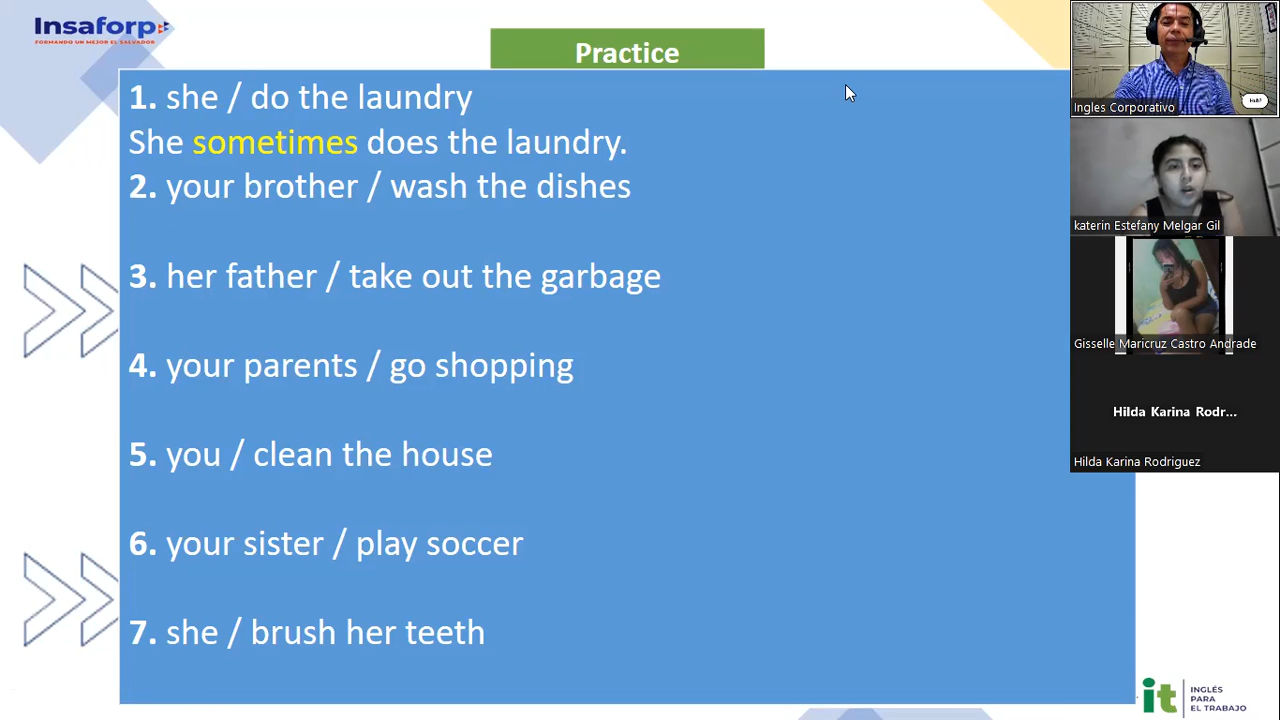 Insaforp
FORMANDO UN MEJOR EL SALVADOR
Practice
1. she / do the laundry
She sometimes does the laundry.
2. your brother / wash the dishes
3. her father / take out the garbage
4. your parents / go shopping
5. you / clean the house
6. your sister / play soccer
7. she / brush her teeth
Ingles Corporativo
katerin Estefany Melgar Gil
Gisselle Maricruz Castro Andrade
Hilda Karina Rodr...
Hilda Karina Rodriguez
it
INGLÉS
PARA
EL TRABAJO